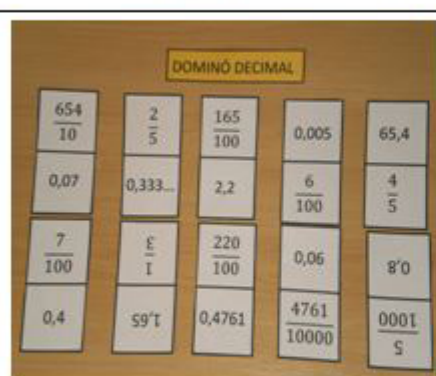 DOMINÓ DECIMAL
654/10 2/5 165/100 0,005 65,4
0,07 0,333... 2,2 6/100 4/5
7/100 1/3 220/100 0,06 0,8
0,4 1,65 0,4761 4761/10000 5/1000